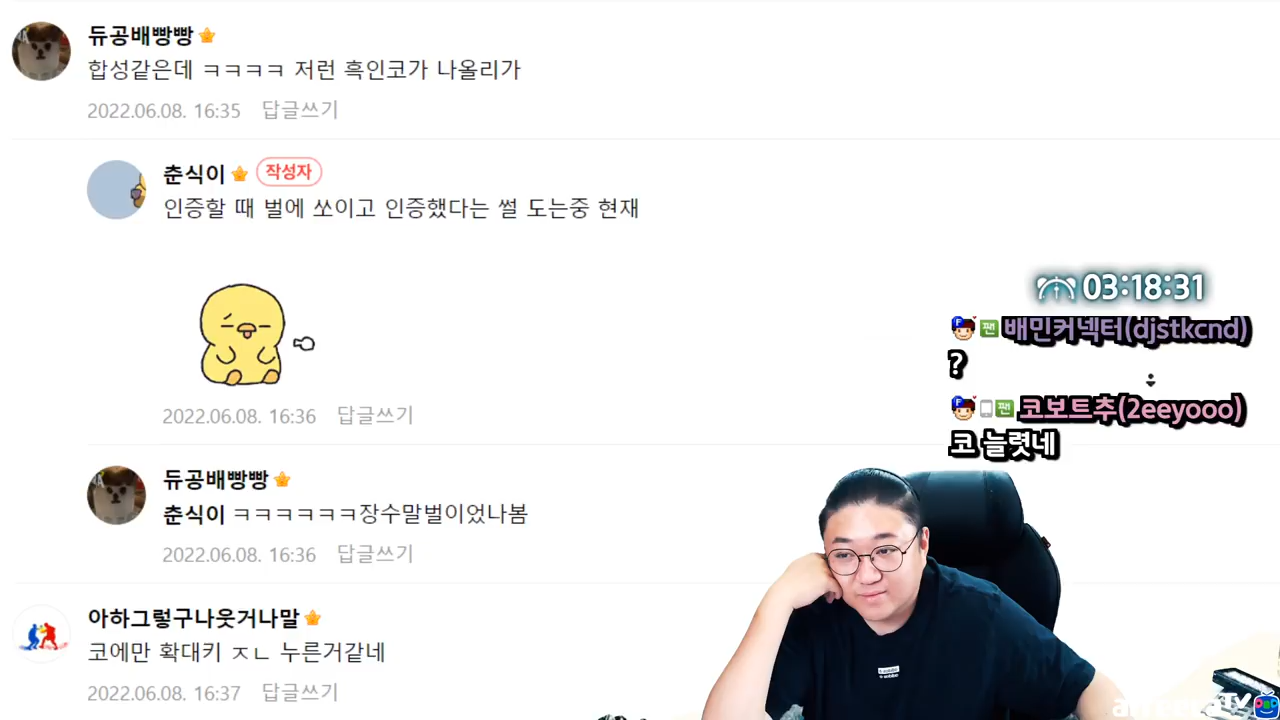 듀공배빵빵
합성같은데 ㅋㅋㅋㅋ 저런 흑인코가 나올리가
2022.06.08. 16:35 답글쓰기
춘식이 작성자
인증할 때 벌에 쏘이고 인증했다는 썰 도는중 현재
2022.06.08. 16:36 답글쓰기
듀공배빵빵
춘식이 ㅋㅋㅋㅋㅋㅋ장수말벌이었나봄
2022.06.08. 16:36 답글쓰기
아하그렇구나웃거나말
코에만 확대키 ㅈㄴ 누른거같네
2022.06.08. 16:37 답글쓰기
03:18:31
F 팬 배민커넥터(djstkcnd)
?
F 팬 코보트추(2eeyooo)
코 늘렷네